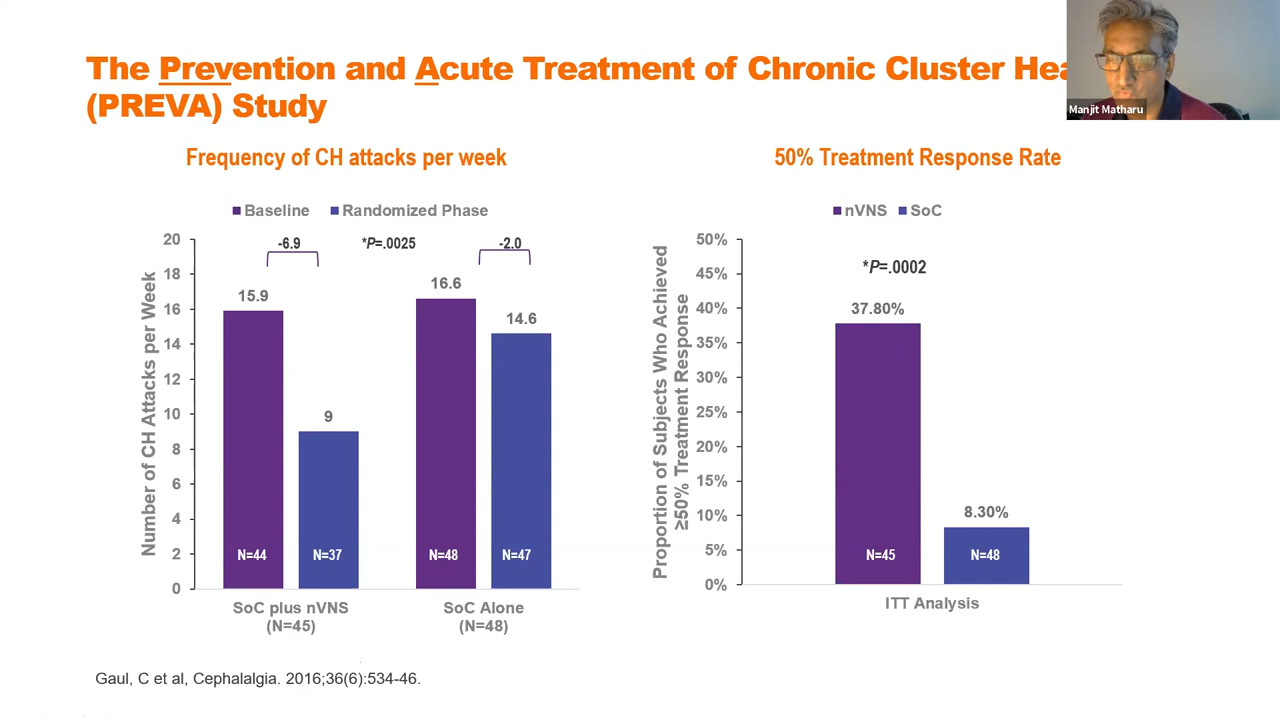 The Prevention and Acute Treatment of Chronic Cluster
(PREVA) Study
Manjit Matharu
Frequency of CH attacks per week
Baseline Randomized Phase
Number of CH Attacks per Week
20
18
16
14
12
10
8
6
4
2
0
-6.9
*P=.0025
-2.0
15.9
9
16.6
14.6
N=44
N=37
N=48
N=47
SoC plus nVNS
(N=45)
SoC Alone
(N=48)
50% Treatment Response Rate
nVNS SoC
Proportion of Subjects Who Achieved
≥50% Treatment Response
50%
45%
40%
35%
30%
25%
20%
15%
10%
5%
0%
*P=.0002
37.80%
8.30%
N=45
N=48
ITT Analysis
Gaul, C et al, Cephalalgia. 2016;36(6):534-46.